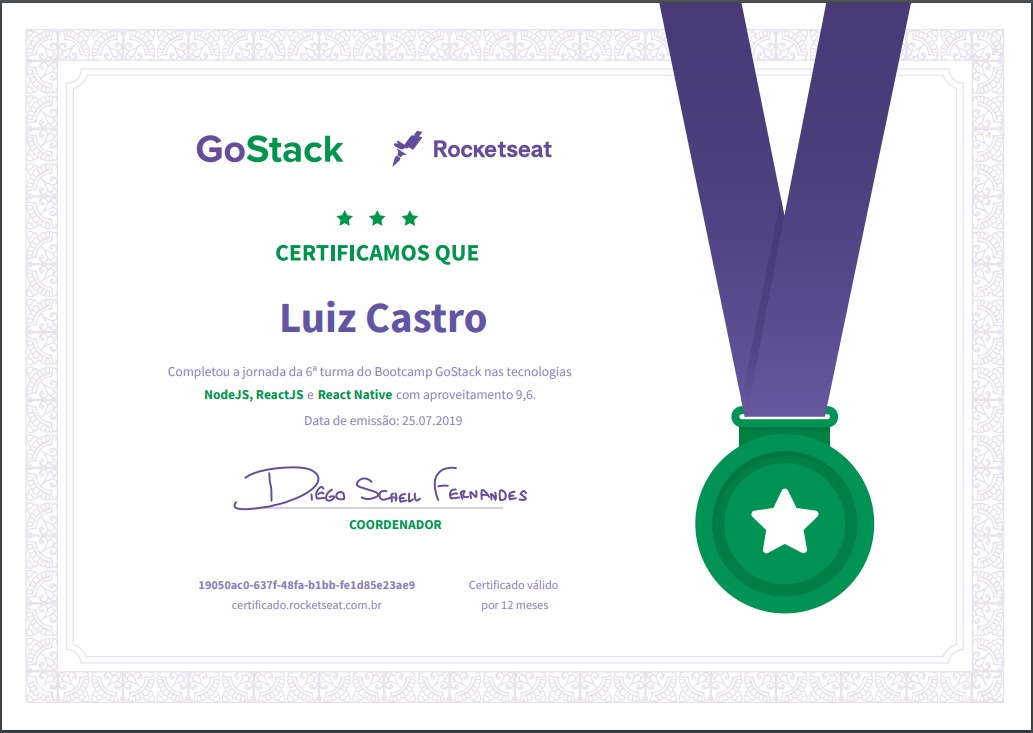 GoStack Rocketseat
CERTIFICAMOS QUE
Luiz Castro
Completou a jornada da 6ª turma do Bootcamp GoStack nas tecnologias
NodeJS, ReactJS e React Native com aproveitamento 9,6.
Data de emissão: 25.07.2019
Diego Schell Fernandes
COORDENADOR
19050ac0-637f-48fa-b1bb-fe1d85e23ae9
certificado.rocketseat.com.br
Certificado válido
por 12 meses